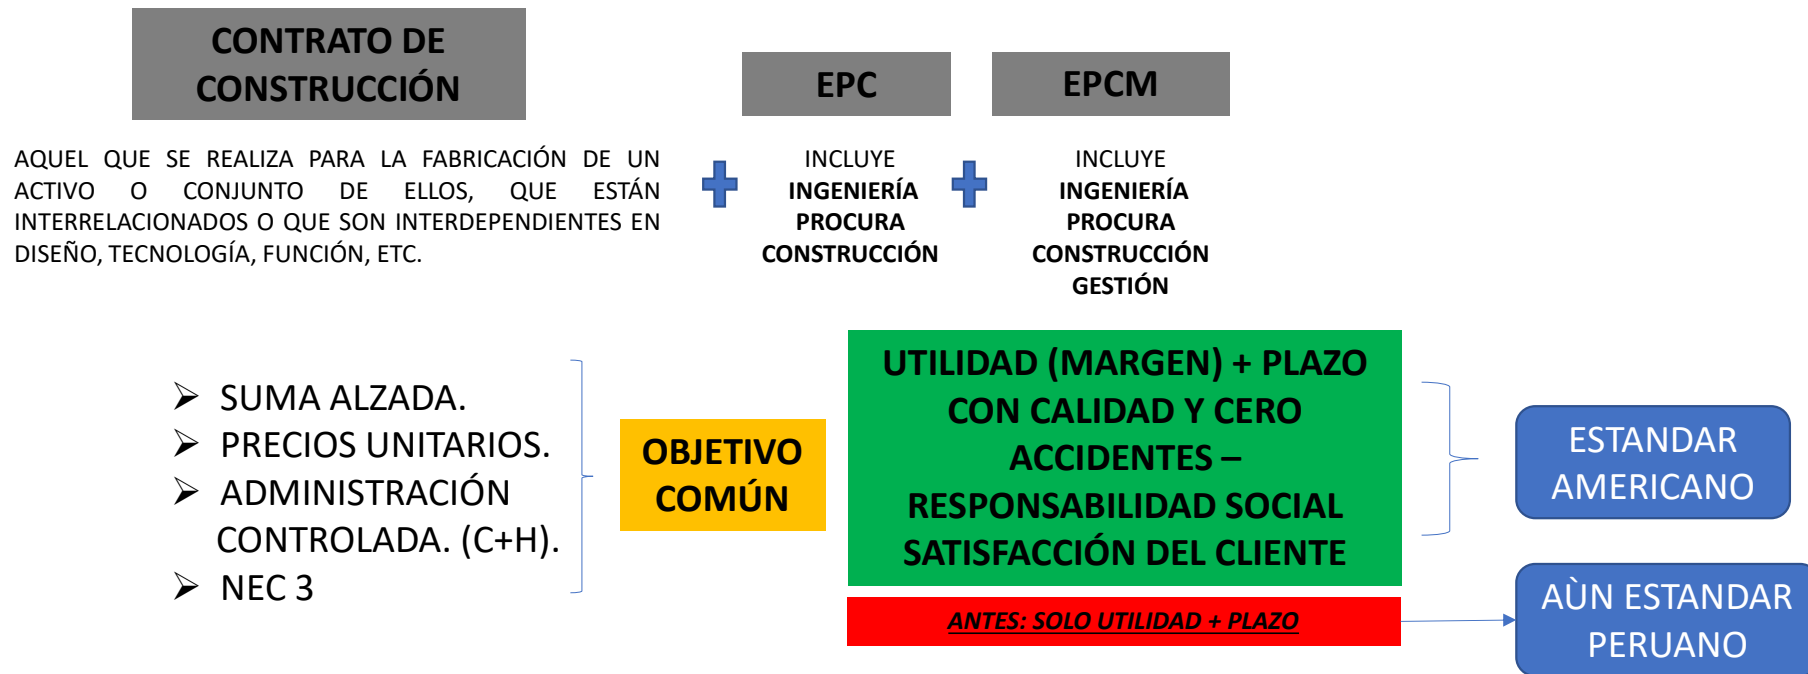 CONTRATO DE
CONSTRUCCIÓN
EPC
EPCM
AQUEL QUE SE REALIZA PARA LA FABRICACIÓN DE UN
ACTIVO O CONJUNTO DE ELLOS, QUE ESTÁN
INTERRELACIONADOS O QUE SON INTERDEPENDIENTES EN
DISEÑO, TECNOLOGÍA, FUNCIÓN, ETC.
INCLUYE
INGENIERÍA
PROCURA
CONSTRUCCIÓN
INCLUYE
INGENIERÍA
PROCURA
CONSTRUCCIÓN
GESTIÓN
➢ SUMA ALZADA.
➢ PRECIOS UNITARIOS.
➢ ADMINISTRACIÓN
CONTROLADA. (C+H).
➢ NEC 3
OBJETIVO
COMÚN
UTILIDAD (MARGEN) + PLAZO
CON CALIDAD Y CERO
ACCIDENTES –
RESPONSABILIDAD SOCIAL
SATISFACCIÓN DEL CLIENTE
ANTES: SOLO UTILIDAD + PLAZO
ESTANDAR
AMERICANO
AÙN ESTANDAR
PERUANO